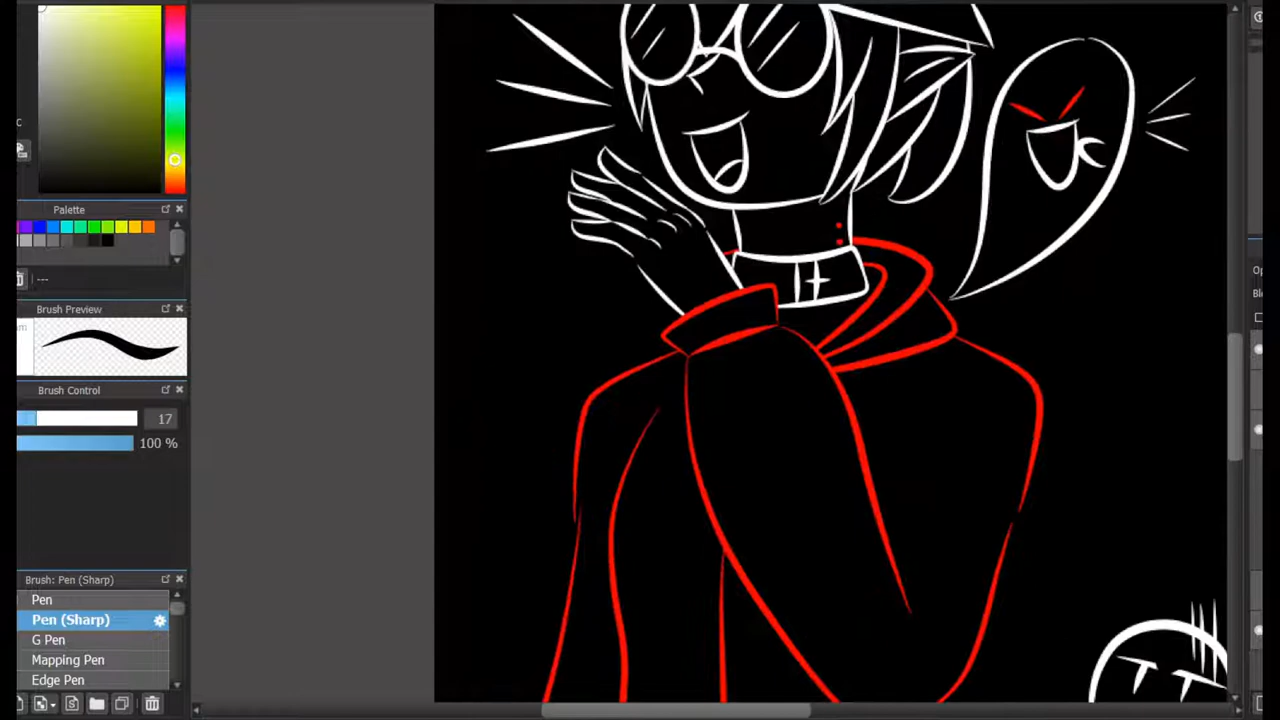 Palette
---
Brush Preview
Brush Control
17
100 %
Brush: Pen (Sharp)
Pen
Pen (Sharp)
G Pen
Mapping Pen
Edge Pen